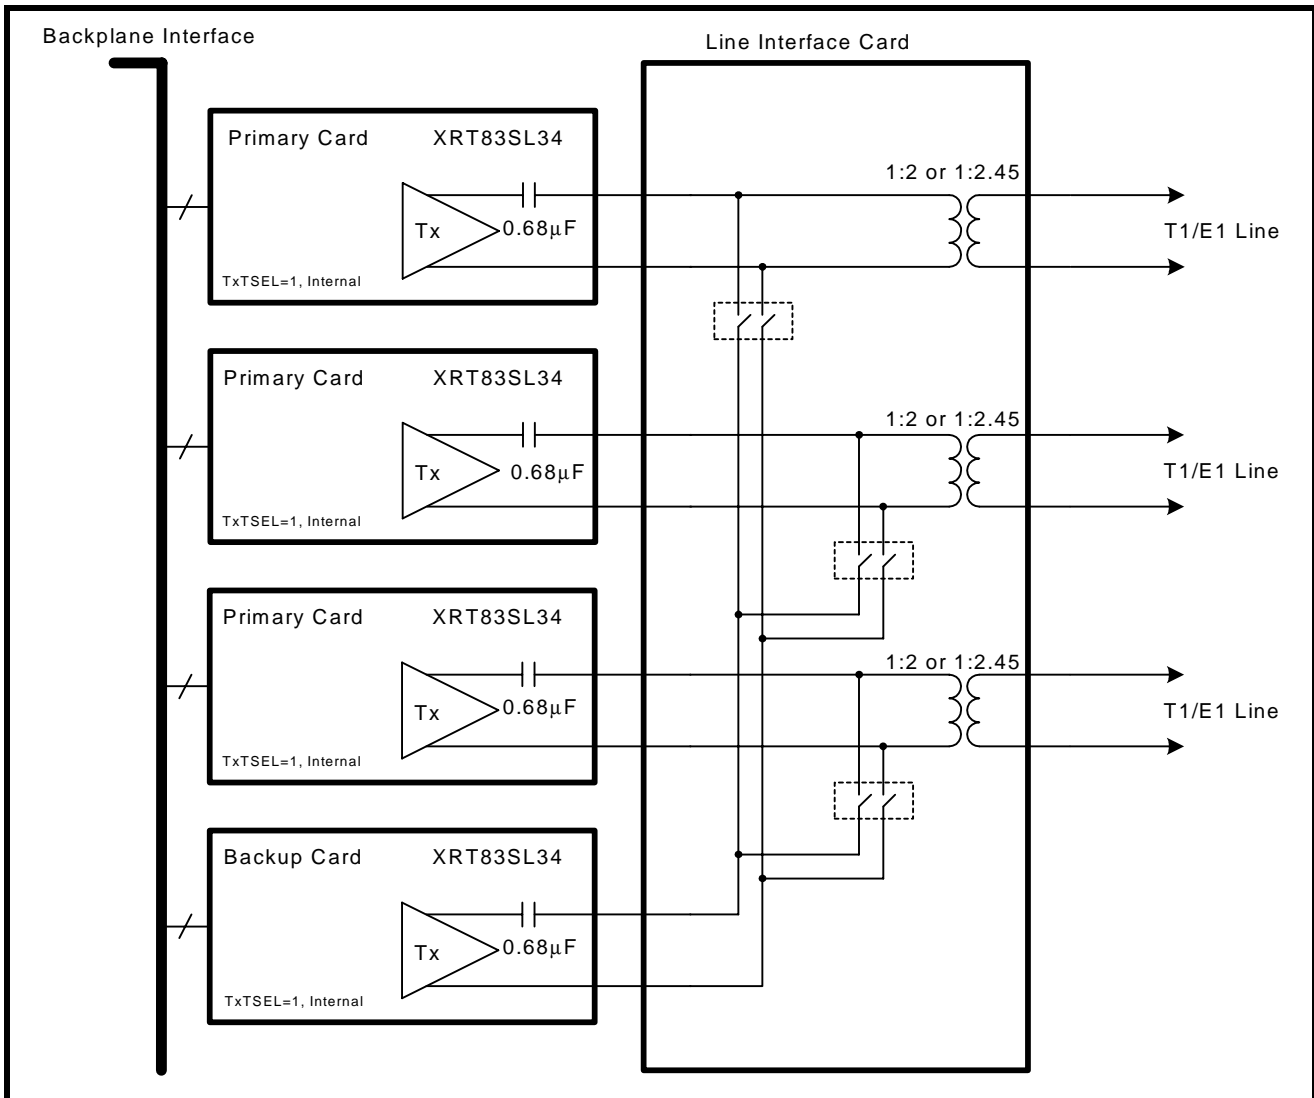 Backplane Interface
Line Interface Card
Primary Card XRT83SL34
1:2 or 1:2.45
Tx
0.68µF
T1/E1 Line
TxTSEL=1, Internal
Primary Card XRT83SL34
1:2 or 1:2.45
Tx
0.68µF
T1/E1 Line
TxTSEL=1, Internal
Primary Card XRT83SL34
1:2 or 1:2.45
Tx
0.68µF
T1/E1 Line
TxTSEL=1, Internal
Backup Card XRT83SL34
Tx
0.68µF
TxTSEL=1, Internal